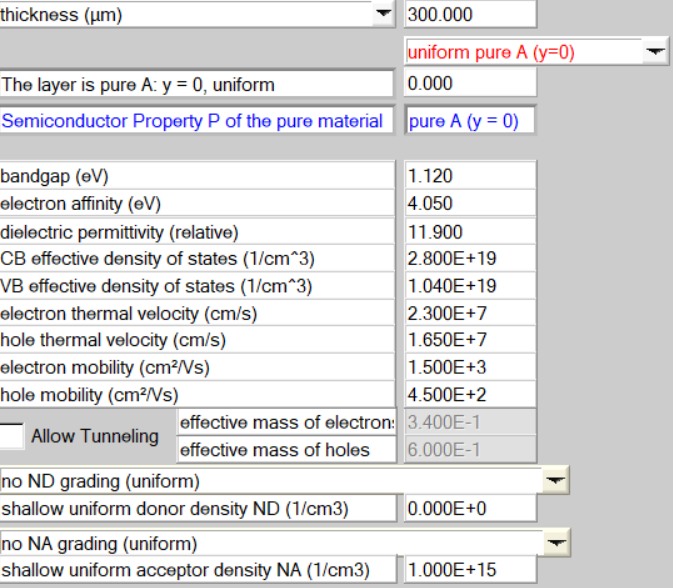 thickness (µm) 300.000
uniform pure A (y=0)
The layer is pure A: y = 0, uniform 0.000
Semiconductor Property P of the pure material pure A (y = 0)
bandgap (eV) 1.120
electron affinity (eV) 4.050
dielectric permittivity (relative) 11.900
CB effective density of states (1/cm^3) 2.800E+19
VB effective density of states (1/cm^3) 1.040E+19
electron thermal velocity (cm/s) 2.300E+7
hole thermal velocity (cm/s) 1.650E+7
electron mobility (cm²/Vs) 1.500E+3
hole mobility (cm²/Vs) 4.500E+2
Allow Tunneling
effective mass of electrons 3.400E-1
effective mass of holes 6.000E-1
no ND grading (uniform)
shallow uniform donor density ND (1/cm3) 0.000E+0
no NA grading (uniform)
shallow uniform acceptor density NA (1/cm3) 1.000E+15